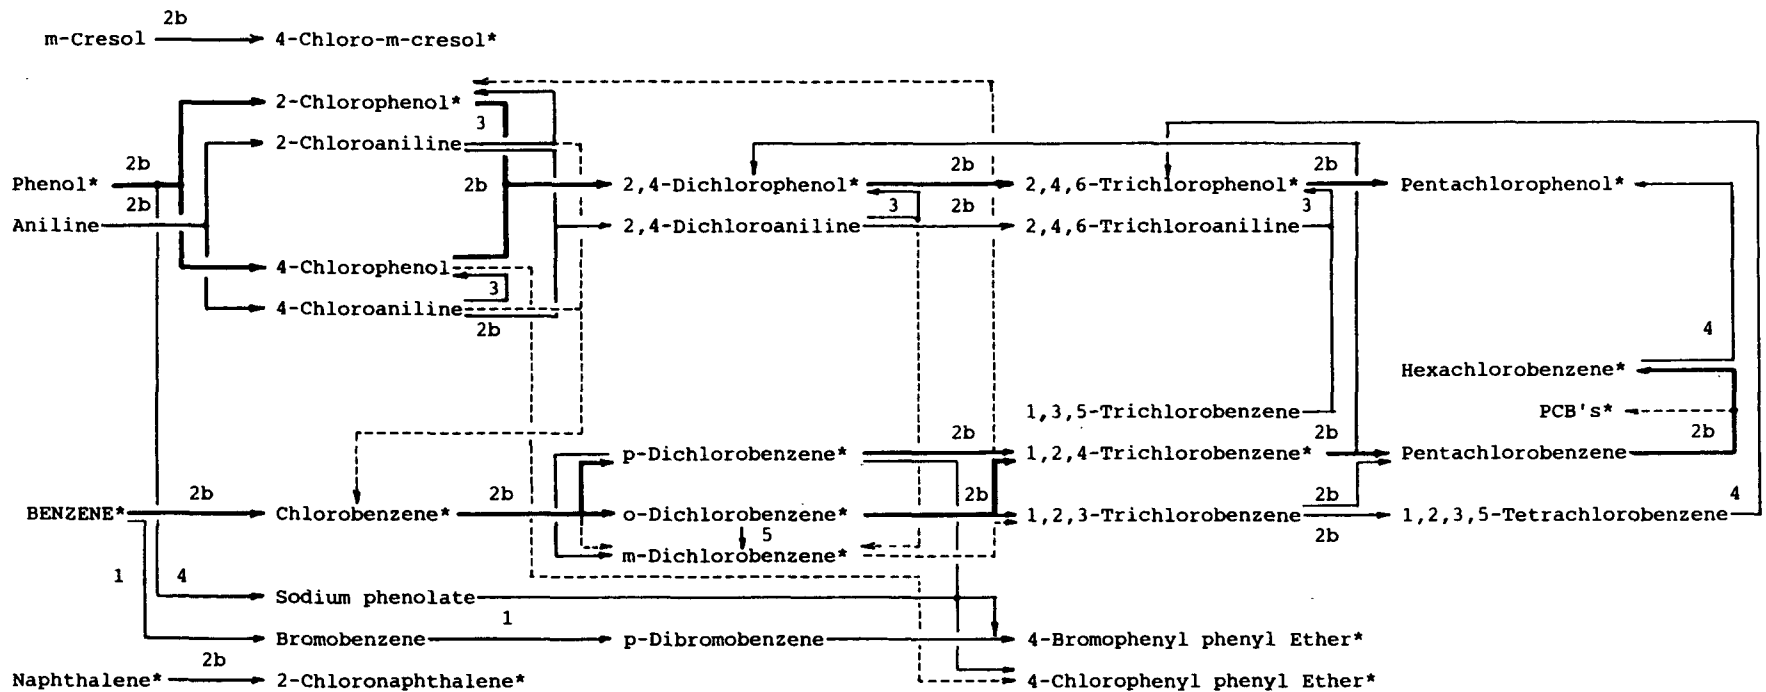 2b
m-Cresol 4-Chloro-m-cresol*
2-Chlorophenol*
3
2-Chloroaniline
2b 2b 2b 2b
Phenol* 2,4-Dichlorophenol* 2,4,6-Trichlorophenol* Pentachlorophenol*
2b 3 2b 3
Aniline 2,4-Dichloroaniline 2,4,6-Trichloroaniline
4-Chlorophenol
3
4-Chloroaniline
2b
4
Hexachlorobenzene*
1,3,5-Trichlorobenzene PCB's*
2b 2b 2b
p-Dichlorobenzene* 1,2,4-Trichlorobenzene* Pentachlorobenzene
2b 2b 2b 2b 4
BENZENE* Chlorobenzene* o-Dichlorobenzene* 1,2,3-Trichlorobenzene 1,2,3,5-Tetrachlorobenzene
5 2b
m-Dichlorobenzene*
1 4
Sodium phenolate
1
Bromobenzene p-Dibromobenzene 4-Bromophenyl phenyl Ether*
2b
Naphthalene* 2-Chloronaphthalene* 4-Chlorophenyl phenyl Ether*